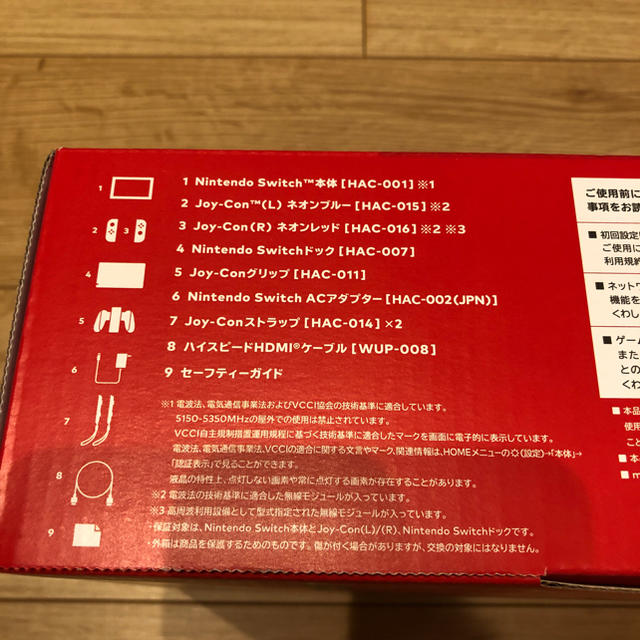 1 Nintendo Switch™本体 [HAC-001] ※1
2 Joy-Con™(L) ネオンブルー [HAC-015] ※2
3 Joy-Con(R) ネオンレッド [HAC-016] ※2 ※3
4 Nintendo Switchドック [HAC-007]
5 Joy-Conグリップ [HAC-011]
6 Nintendo Switch ACアダプター [HAC-002(JPN)]
7 Joy-Conストラップ [HAC-014] ×2
8 ハイスピードHDMI®ケーブル [WUP-008]
9 セーフティーガイド
※1 電波法、電気通信事業法およびVCCI協会の技術基準に適合しています。
5150-5350MHzの屋外での使用は禁止されています。
VCCI自主規制措置運用規程に基づく技術基準に適合したマークを画面に電子的に表示しています。
電波法、電気通信事業法、VCCIの適合に関する文言やマーク、関連情報は、HOMEメニューの(設定)→「本体」→
「認証表示」で見ることができます。
液晶の特性上、点灯しない画素や常に点灯する画素が存在することがあります。
※2 電波法の技術基準に適合した無線モジュールが入っています。
※3 高周波利用設備として型式指定された無線モジュールが入っています。
・保証対象は、Nintendo Switch本体とJoy-Con(L)/(R)、Nintendo Switchドックです。
・外箱は商品を保護するためのものです。傷が付く場合がありますが、交換の対象にはなりません。
1
2
3
4
5
6
7
8
9
ご使用前に
事項をお読
■ 初回設定
ご使用に
利用規約
■ ネットワ
機能を
くわし
■ ゲー
また
との
くわ
■ 本品
使用
こと
■ 本
■ m